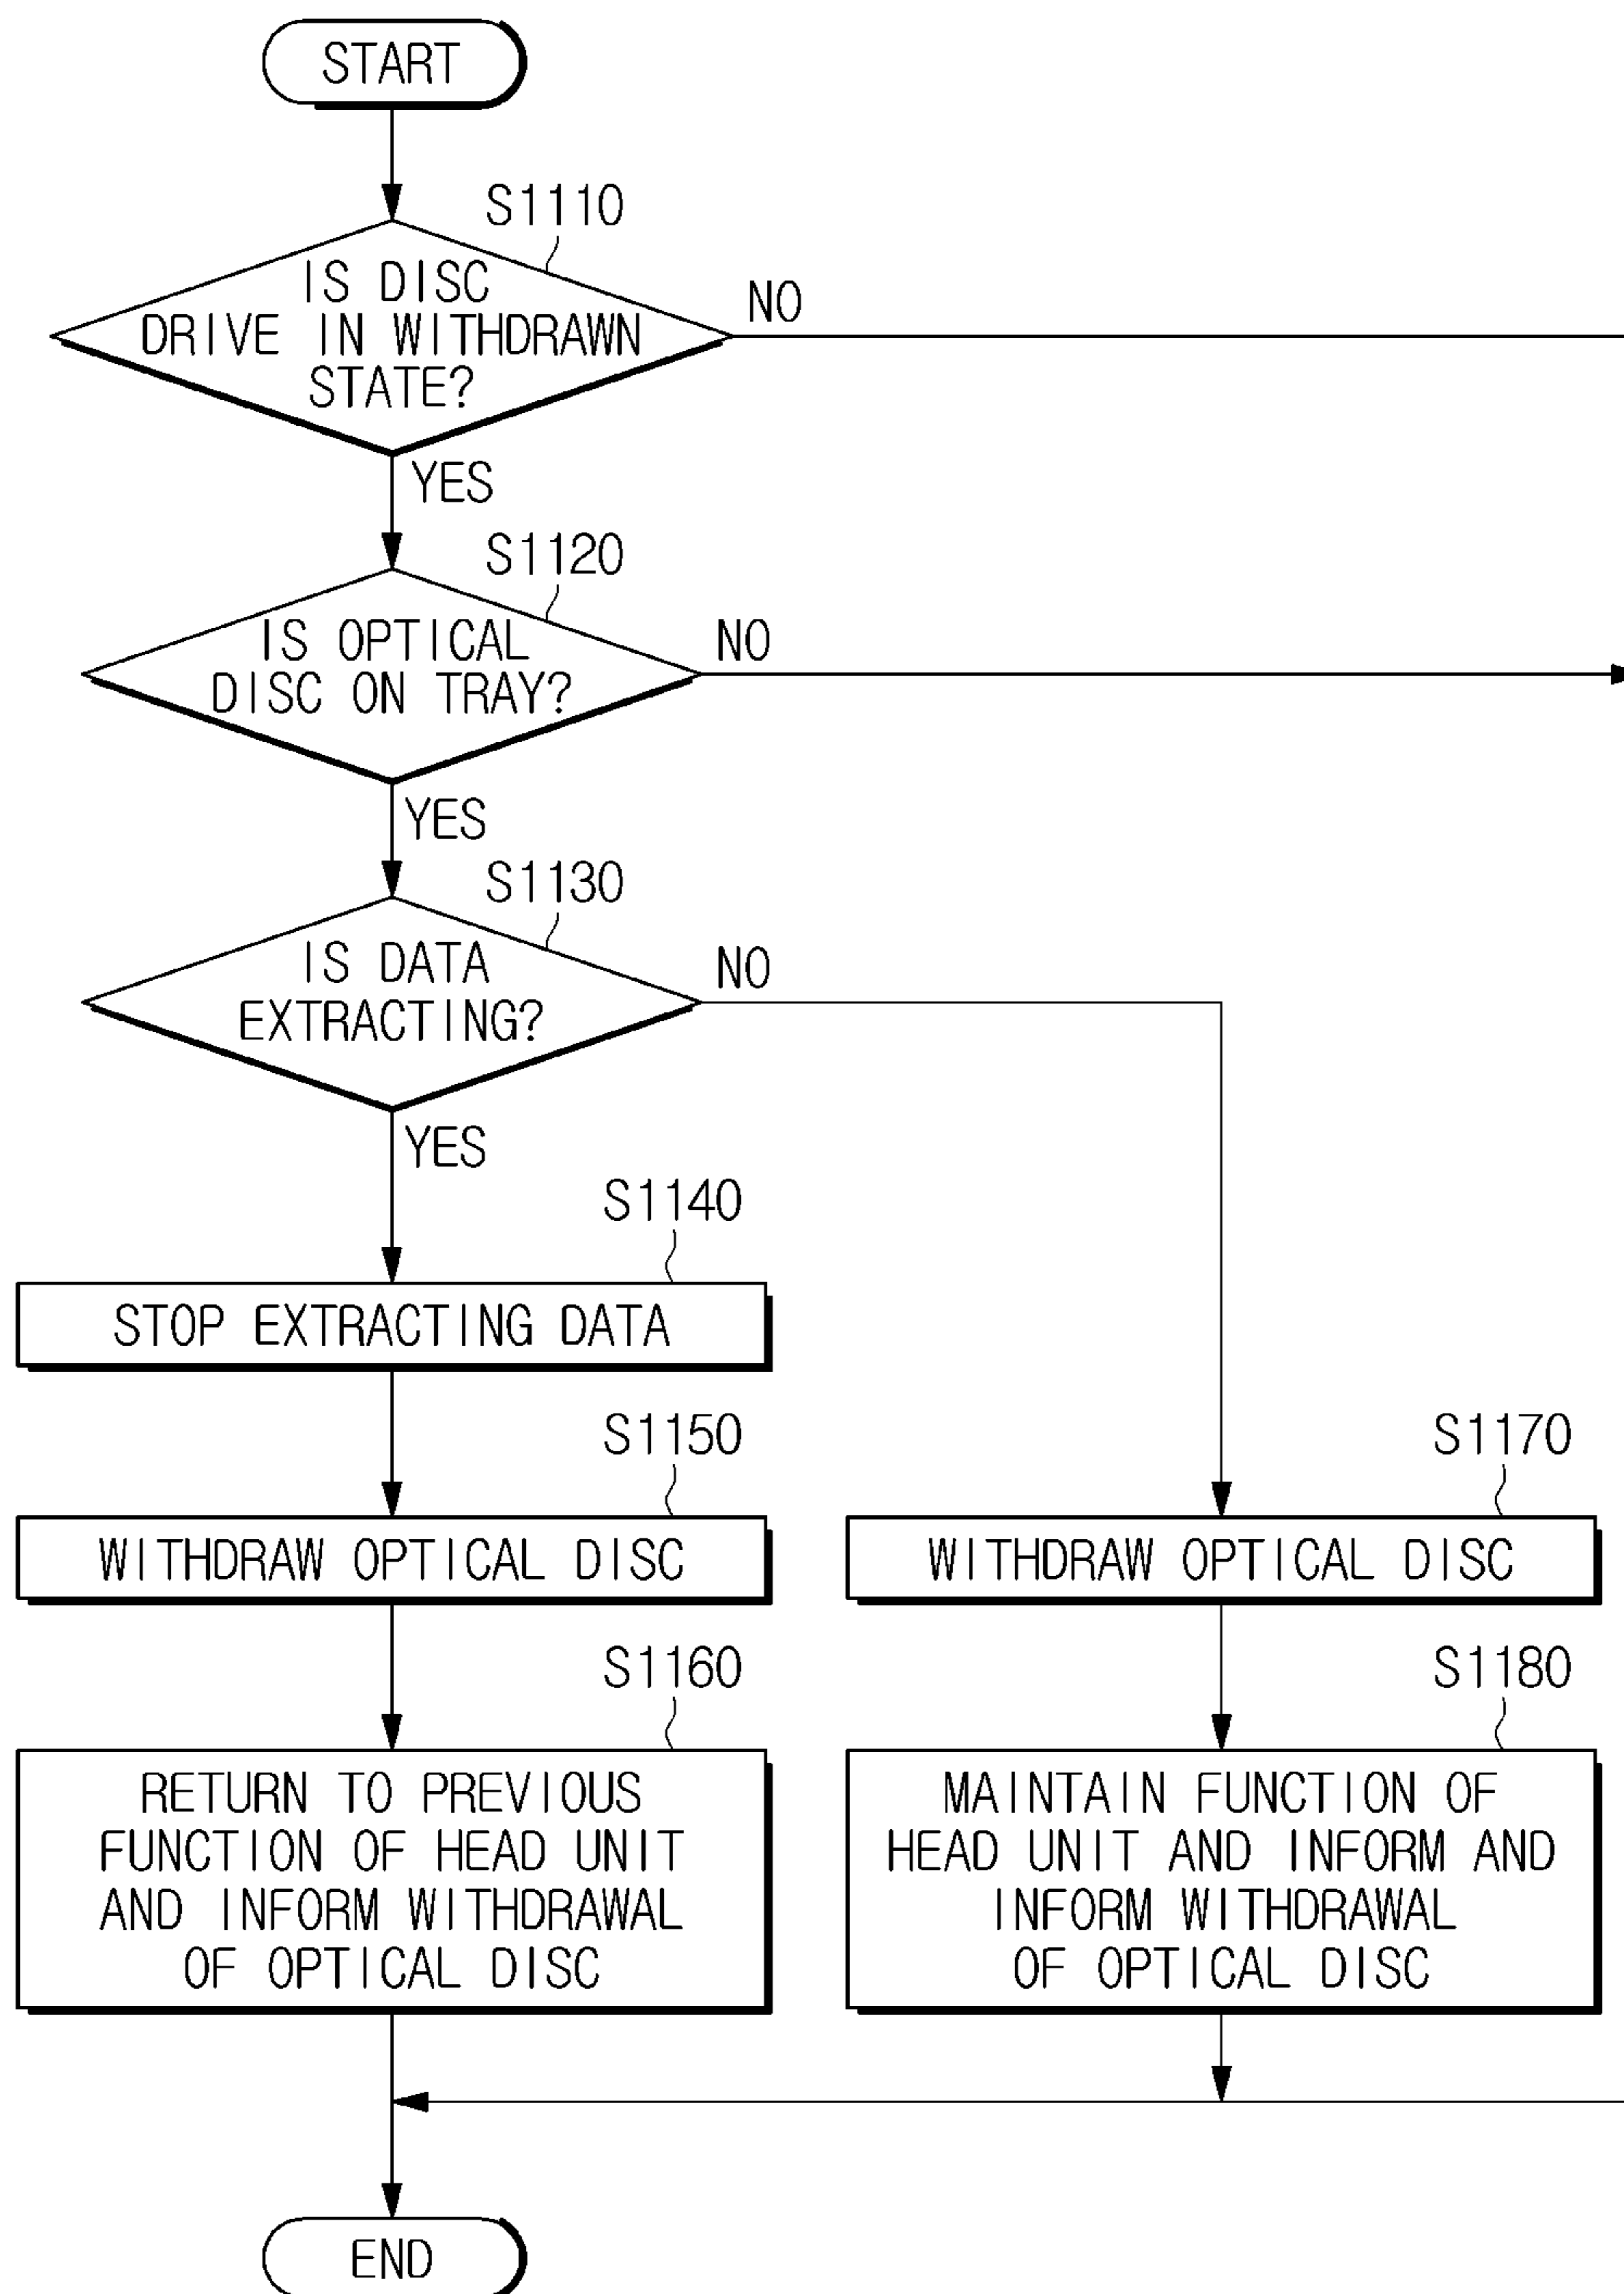 START
S1110
IS DISC
DRIVE IN WITHDRAWN
STATE?
NO
YES
S1120
IS OPTICAL
DISC ON TRAY?
NO
YES
S1130
IS DATA
EXTRACTING?
NO
YES
S1140
STOP EXTRACTING DATA
S1150
WITHDRAW OPTICAL DISC
S1170
WITHDRAW OPTICAL DISC
S1160
RETURN TO PREVIOUS
FUNCTION OF HEAD UNIT
AND INFORM WITHDRAWAL
OF OPTICAL DISC
S1180
MAINTAIN FUNCTION OF
HEAD UNIT AND INFORM AND
INFORM WITHDRAWAL
OF OPTICAL DISC
END